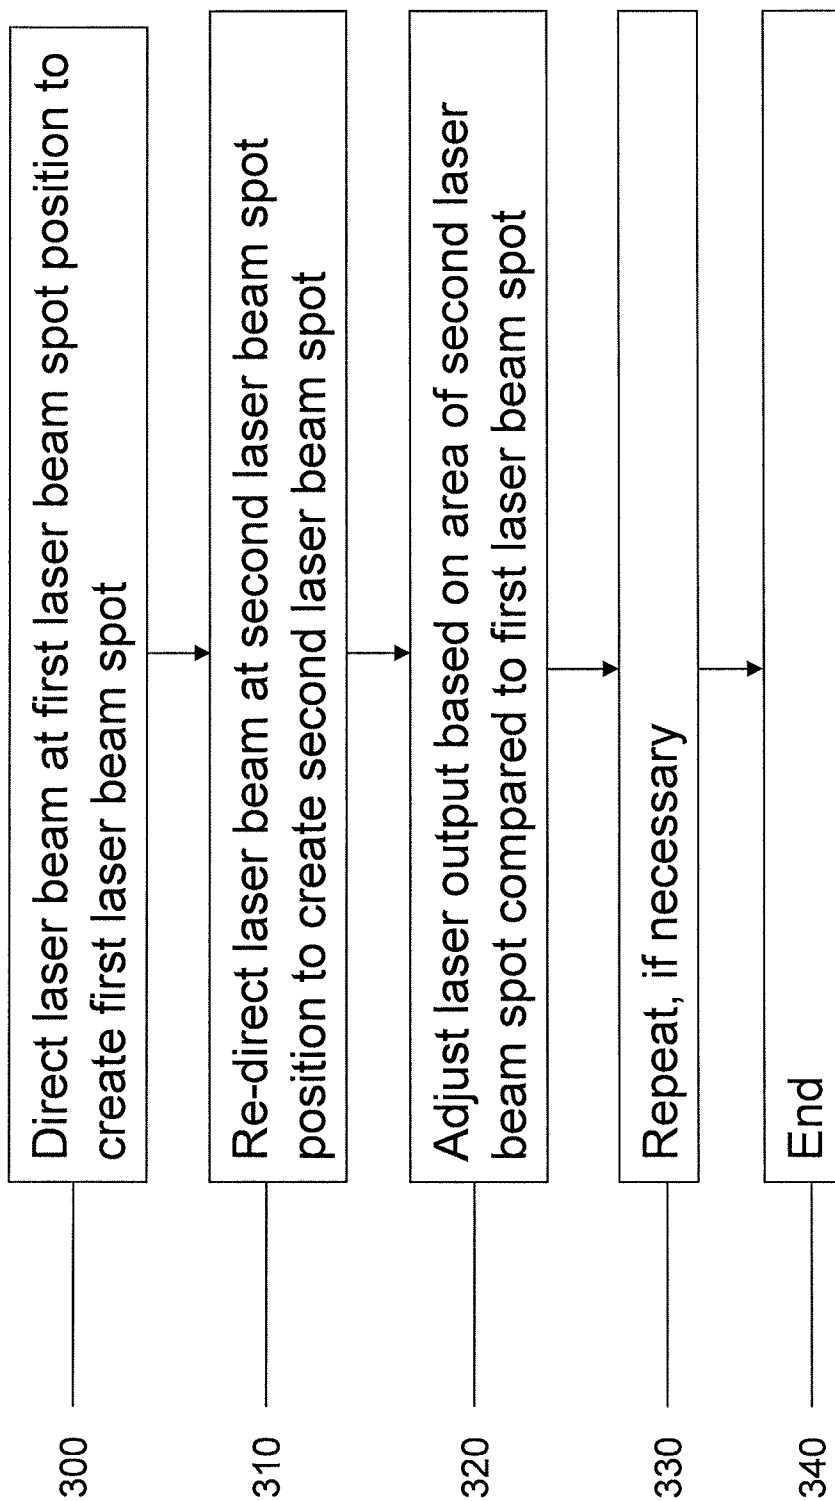 300
Direct laser beam at first laser beam spot position to
create first laser beam spot
310
Re-direct laser beam at second laser beam spot
position to create second laser beam spot
320
Adjust laser output based on area of second laser
beam spot compared to first laser beam spot
330
Repeat, if necessary
340
End